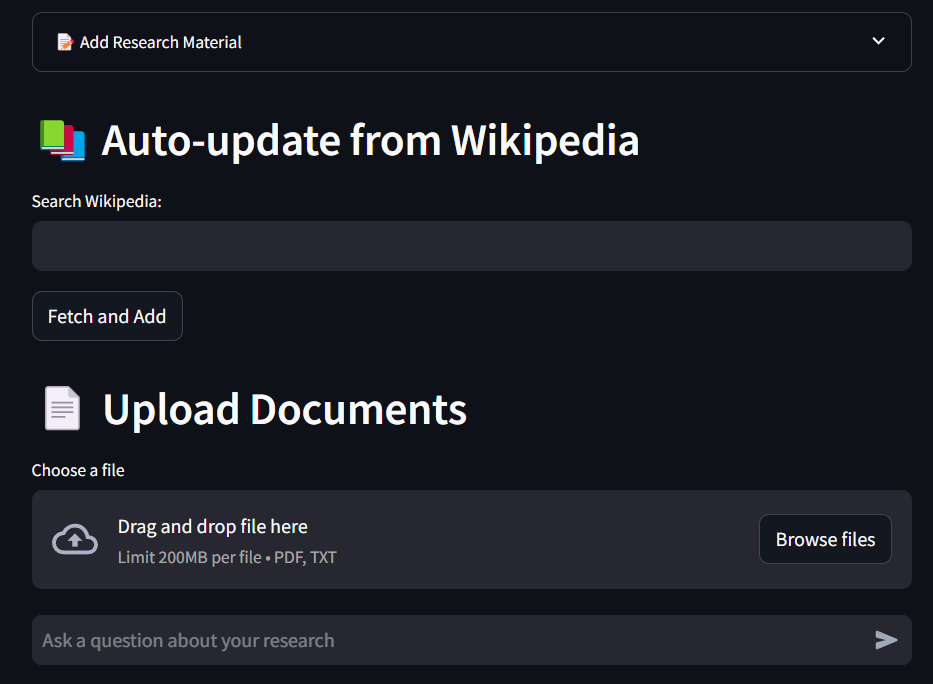 Add Research Material
Auto-update from Wikipedia
Search Wikipedia:
Fetch and Add
Upload Documents
Choose a file
Drag and drop file here
Limit 200MB per file • PDF, TXT
Browse files
Ask a question about your research